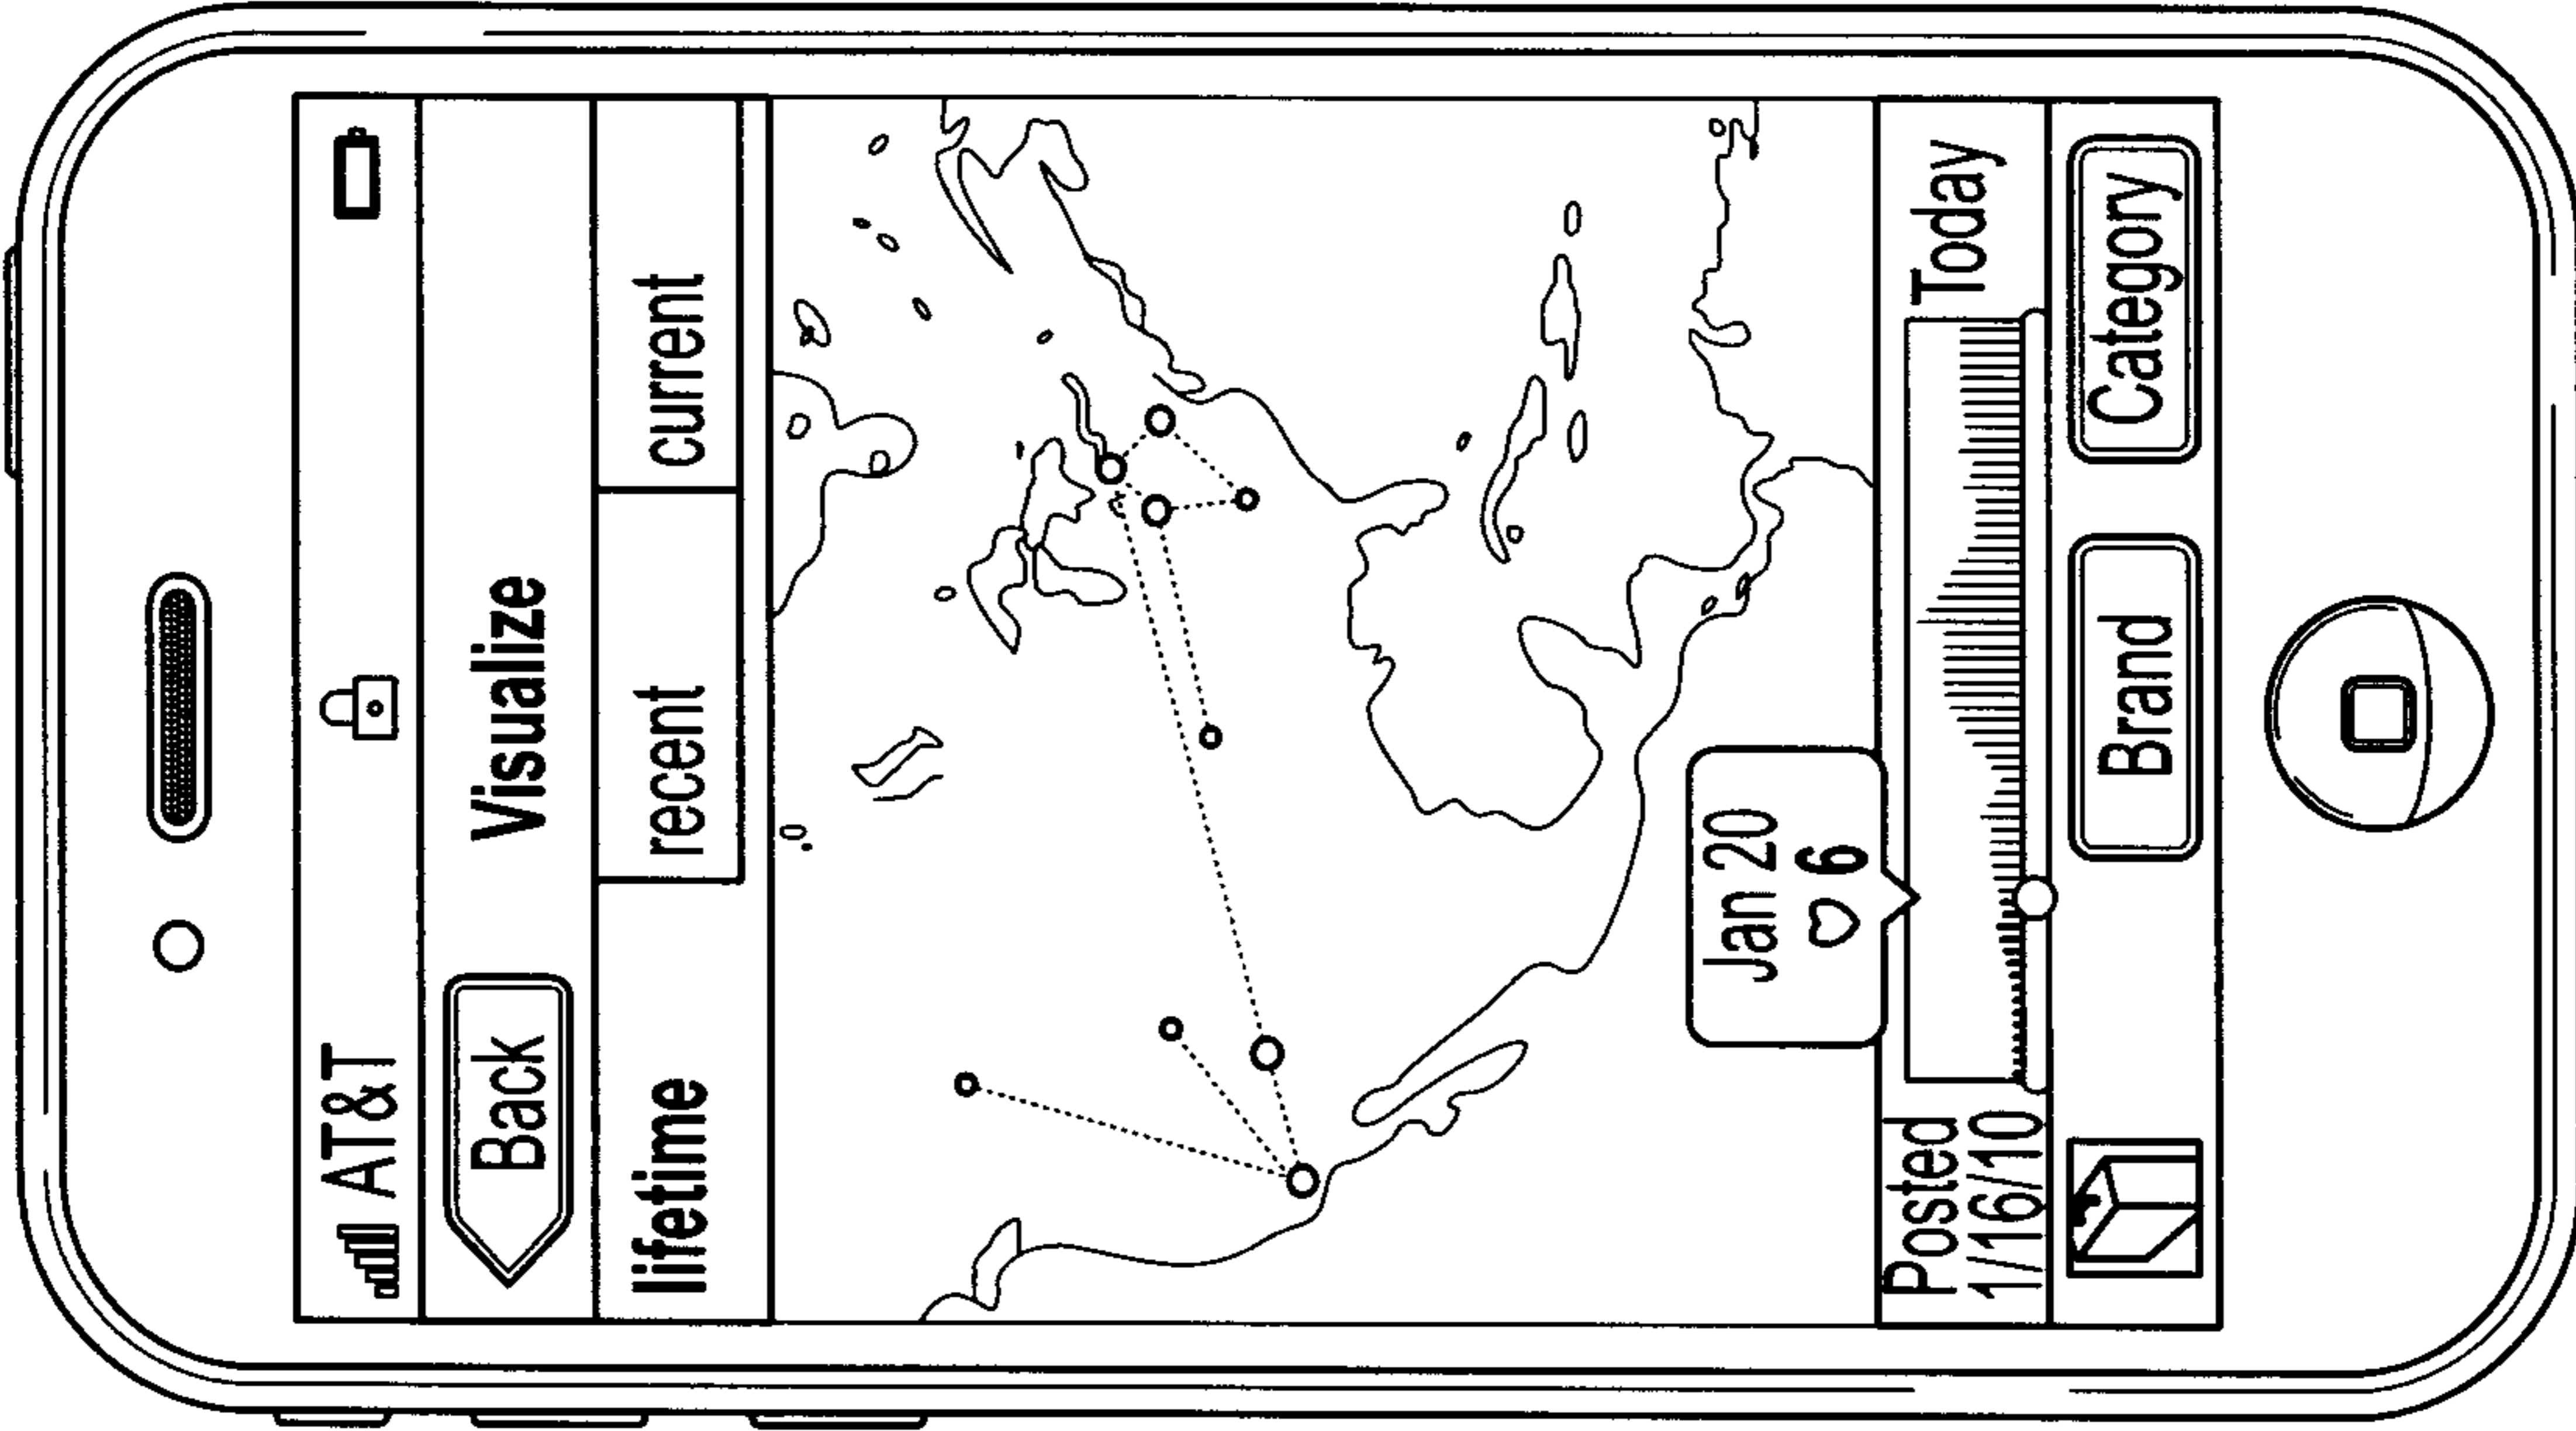 AT&T
Back
Visualize
lifetime
recent
current
Jan 20
♡ 6
Posted
1/16/10
Today
Brand
Category